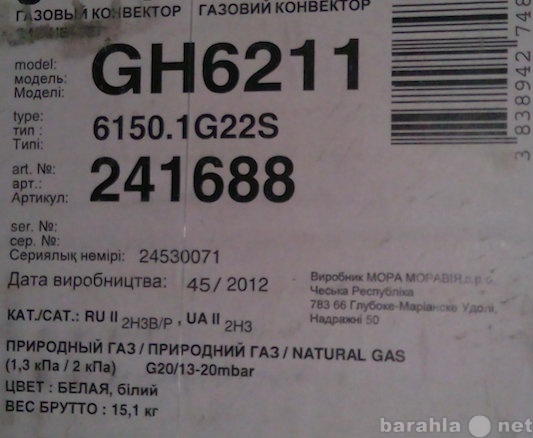 ГАЗОВЫЙ КОНВЕКТОР ГАЗОВИЙ КОНВЕКТОР
model:
модель:
Моделі:
GH6211
type:
тип :
Типі:
6150.1G22S
art. №:
арт.:
Артикул:
241688
ser. №:
сер. №:
Сериялық немірі: 24530071
Дата виробництва: 45/ 2012
Виробник МОРА МОРАВІЯ,
Чеська Республіка
783 66 Глубоке-Маріанске Удолі,
Надражні 50
КАТ./CAT.: RU II 2H3B/P , UA II 2H3
ПРИРОДНЫЙ ГАЗ / ПРИРОДНИЙ ГАЗ / NATURAL GAS
(1,3 кПа / 2 кПа) G20/13-20mbar
ЦВЕТ : БЕЛАЯ, білий
ВЕС БРУТТО : 15,1 кг
3 838942 748
barahla net